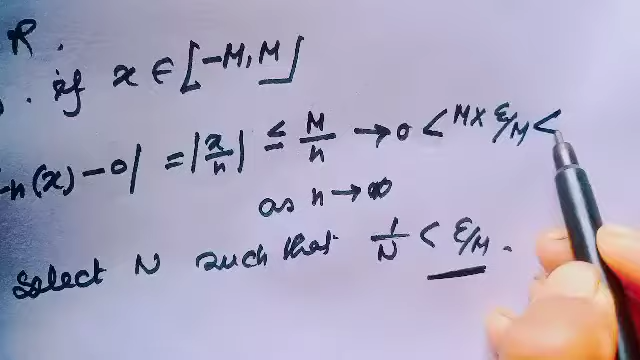 R.
. if x ∈ [-M, M]
n(x) - 0| = |x/n| ≤ M/n → 0 < M × ε/M <
as n → ∞
select N such that 1/N < ε/M.